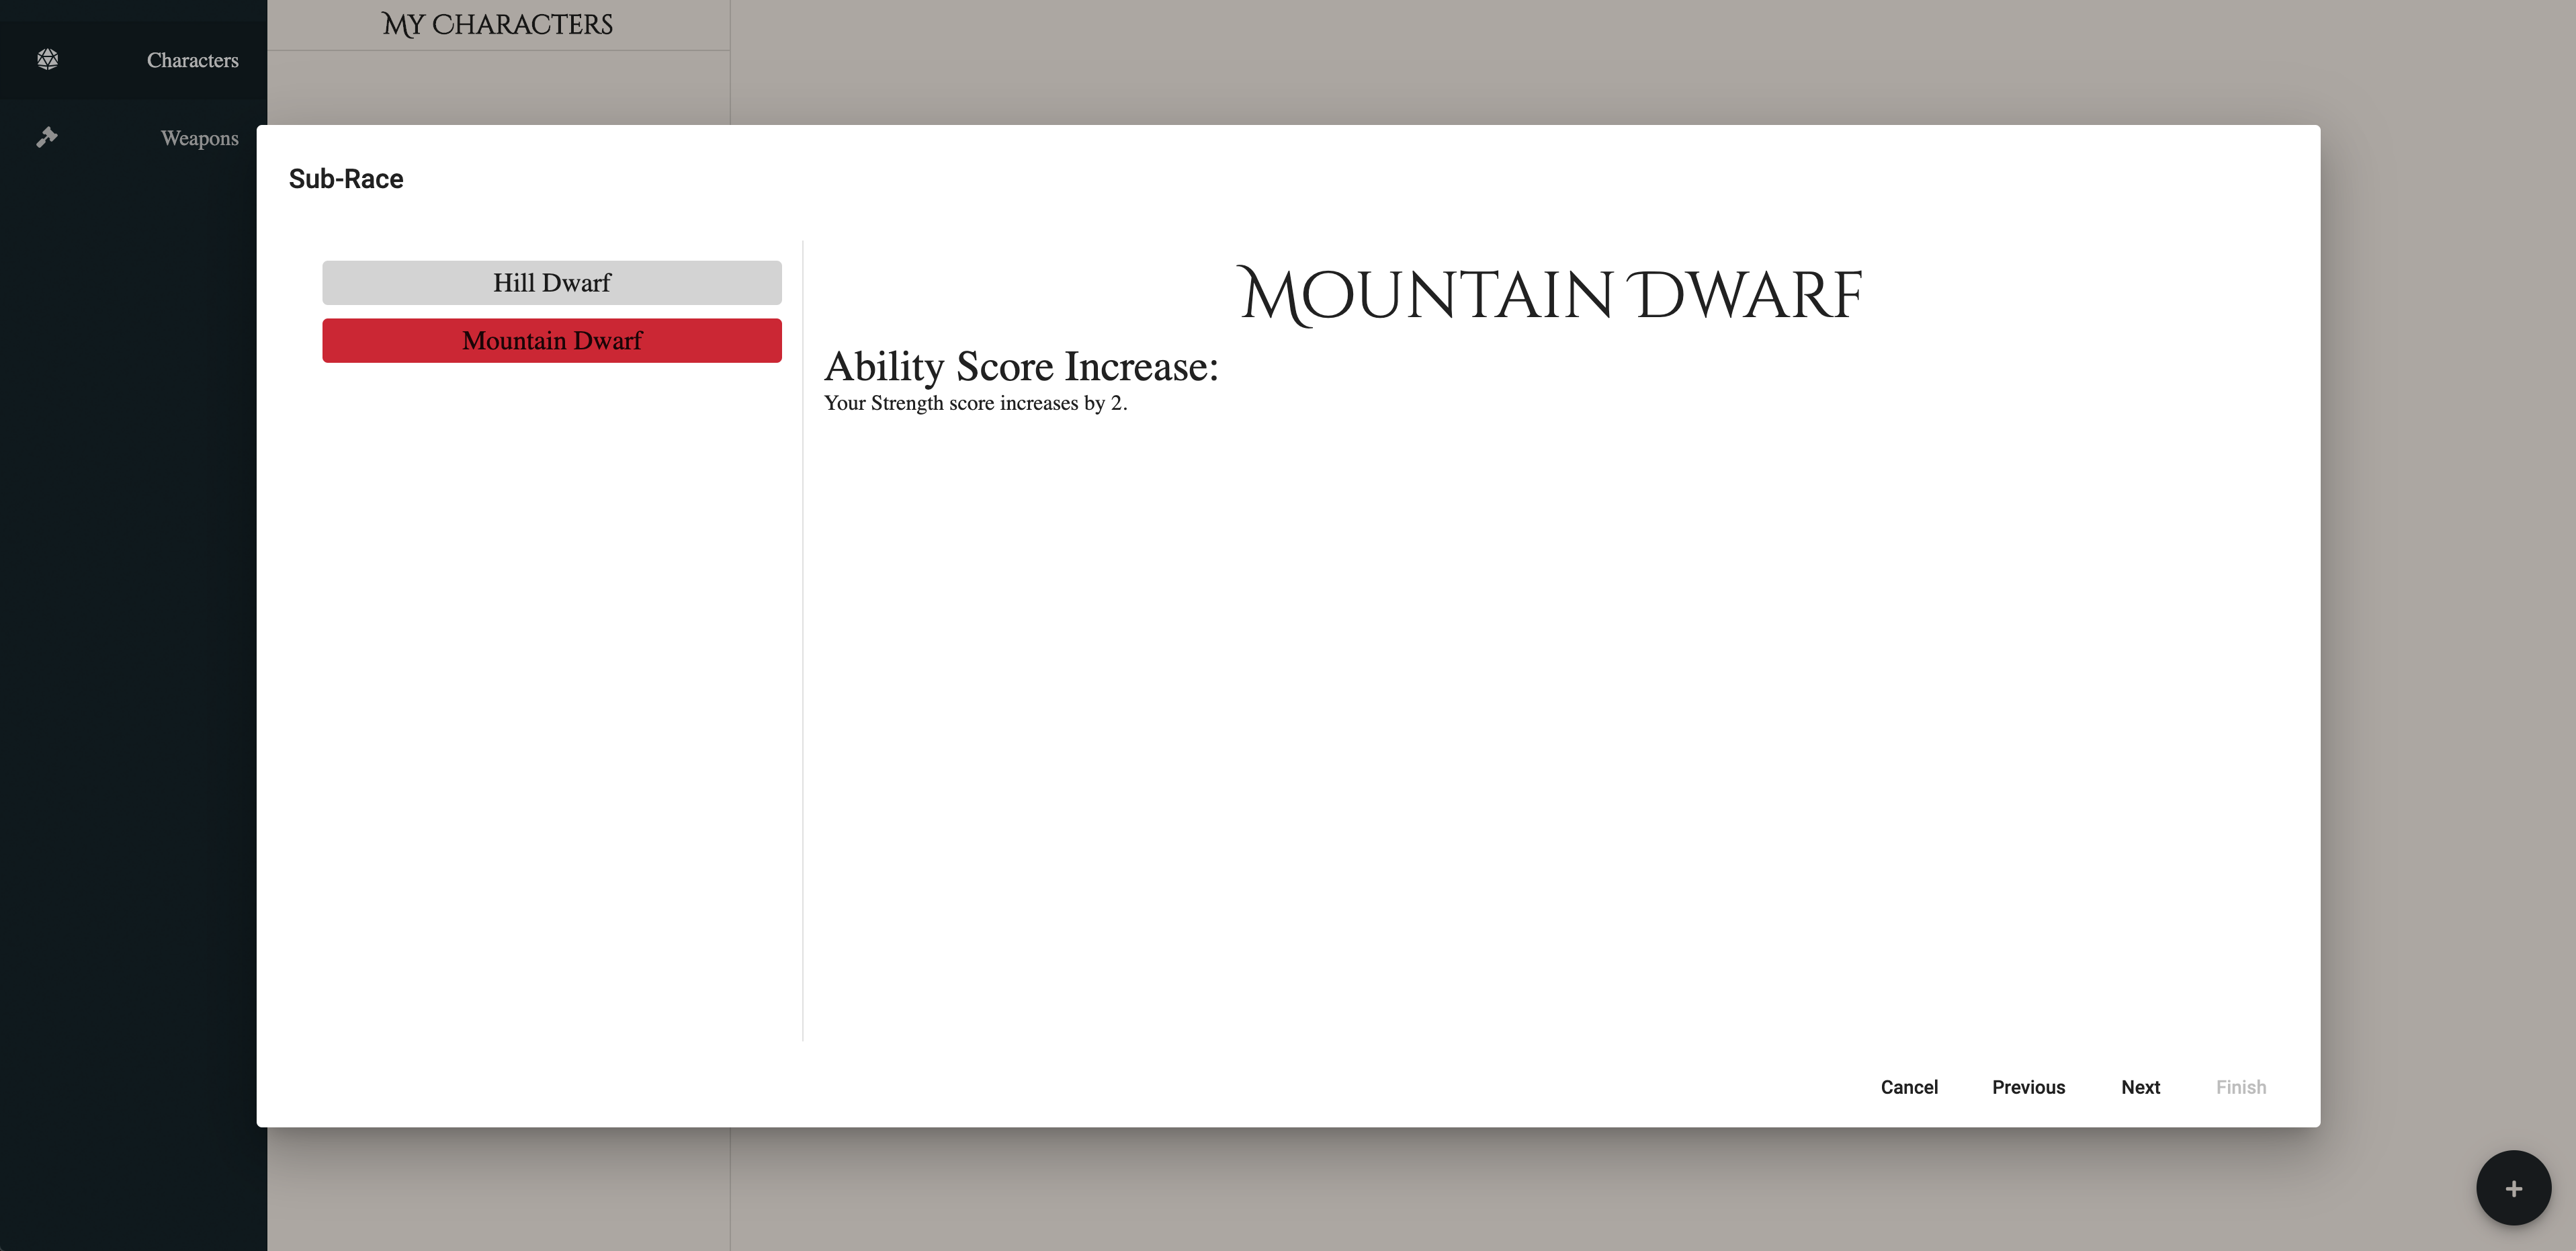 Characters
Weapons
My Characters
Sub-Race
Hill Dwarf
Mountain Dwarf
Mountain Dwarf
Ability Score Increase:
Your Strength score increases by 2.
Cancel
Previous
Next
Finish
+